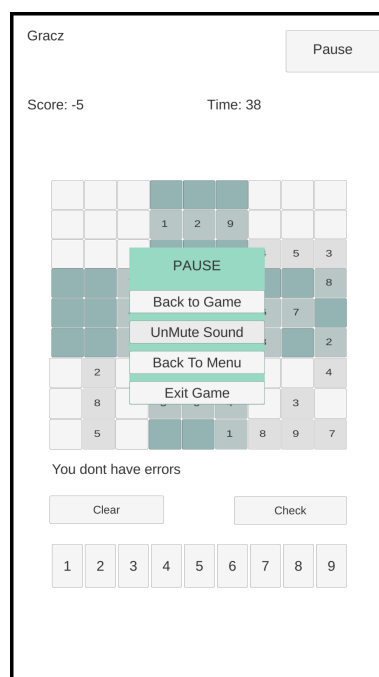 Gracz
Pause
Score: -5 Time: 38
1 2 9
5 3
PAUSE
8
Back to Game
7
UnMute Sound
2
Back To Menu
2 4
Exit Game
8 3
5 1 8 9 7
You dont have errors
Clear Check
1 2 3 4 5 6 7 8 9